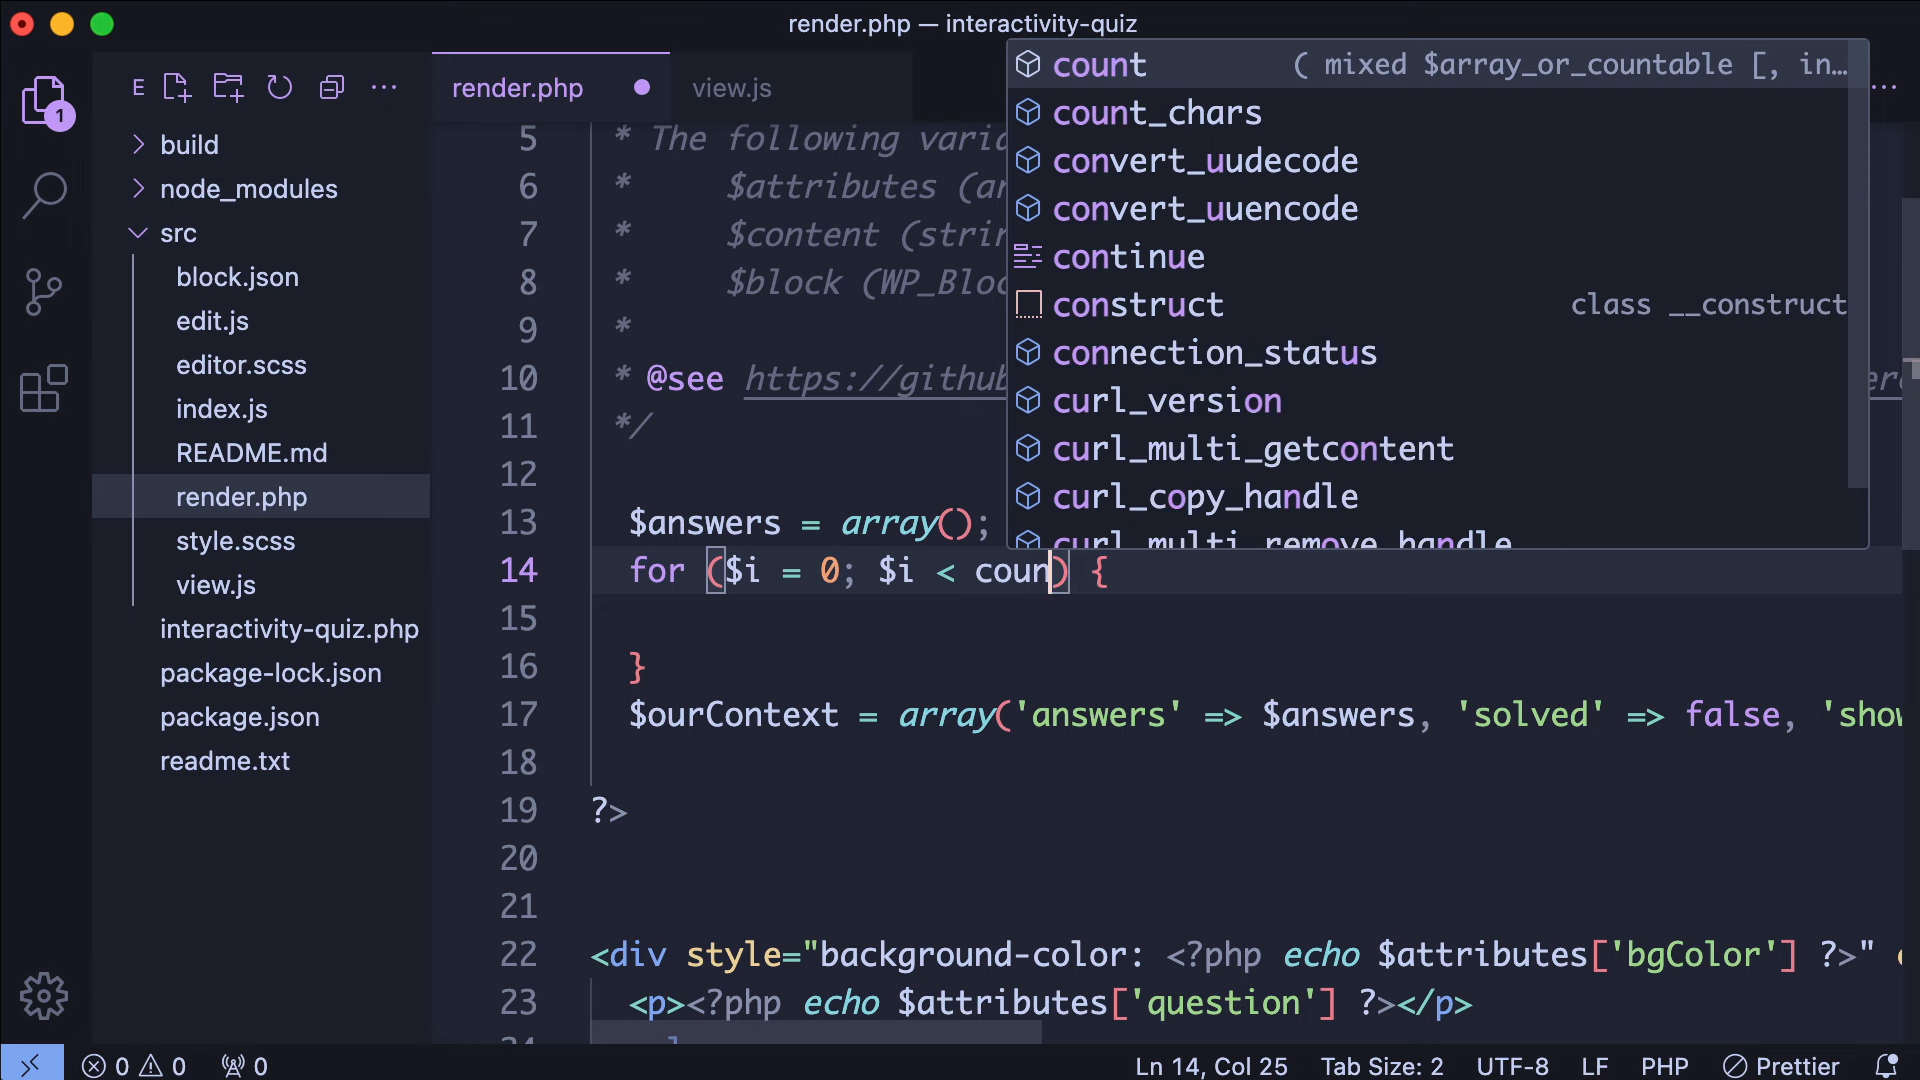 render.php — interactivity-quiz
E
render.php
view.js
1
build
node_modules
src
block.json
edit.js
editor.scss
index.js
README.md
render.php
style.scss
view.js
interactivity-quiz.php
package-lock.json
package.json
readme.txt
count ( mixed $array_or_countable [, in…
count_chars
convert_uudecode
convert_uuencode
continue
construct class __construct
connection_status
curl_version
curl_multi_getcontent
curl_copy_handle
curl_multi_remove_handle
5 * The following varia
6 * $attributes (ar
7 * $content (strin
8 * $block (WP_Bloc
9 *
10 * @see https://github
11 */
12
13 $answers = array();
14 for ($i = 0; $i < coun) {
15
16 }
17 $ourContext = array('answers' => $answers, 'solved' => false, 'show
18
19 ?>
20
21
22 <div style="background-color: <?php echo $attributes['bgColor'] ?>"
23 <p><?php echo $attributes['question'] ?></p>
24
0 0 0 Ln 14, Col 25 Tab Size: 2 UTF-8 LF PHP Prettier